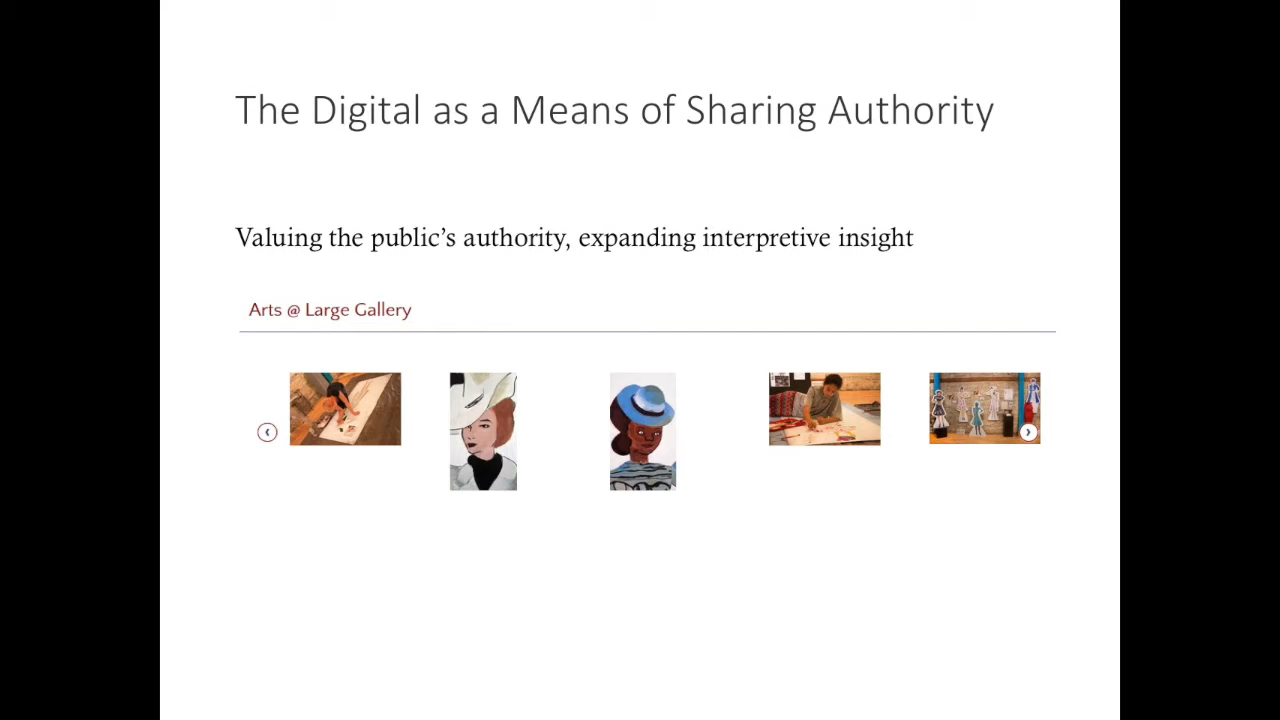 The Digital as a Means of Sharing Authority
Valuing the public’s authority, expanding interpretive insight
Arts @ Large Gallery